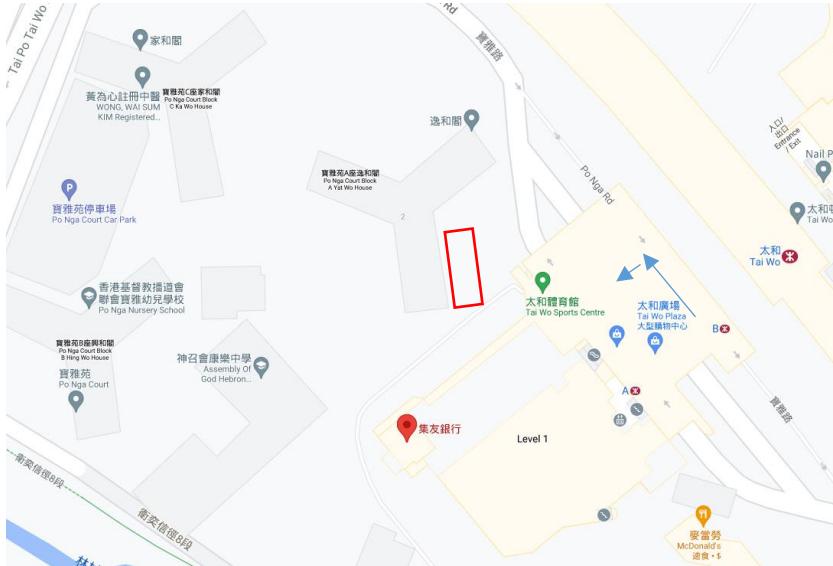 Tai Po Tai Wo
Rd
寶雅路
家和閣
黃為心註冊中醫
WONG, WAI SUM
KIM Registered...
寶雅苑C座家和閣
Po Nga Court Block
C Ka Wo House
逸和閣
寶雅苑A座逸和閣
Po Nga Court Block
A Yat Wo House
2
P
寶雅苑停車場
Po Nga Court Car Park
Po Nga Rd
入口/
出口
Entrance
/ Exit
Nail P
太和
Tai Wo
太和
Tai Wo
香港基督教播道會
聯會寶雅幼兒學校
Po Nga Nursery School
太和體育館
Tai Wo Sports Centre
太和廣場
Tai Wo Plaza
大型購物中心
B
寶雅苑B座興和閣
Po Nga Court Block
B Hing Wo House
寶雅苑
Po Nga Court
神召會康樂中學
Assembly Of
God Hebron...
A
寶雅路
集友銀行
Level 1
衛奕信徑8段
衛奕信徑8段
麥當勞
McDonald's
速食・$